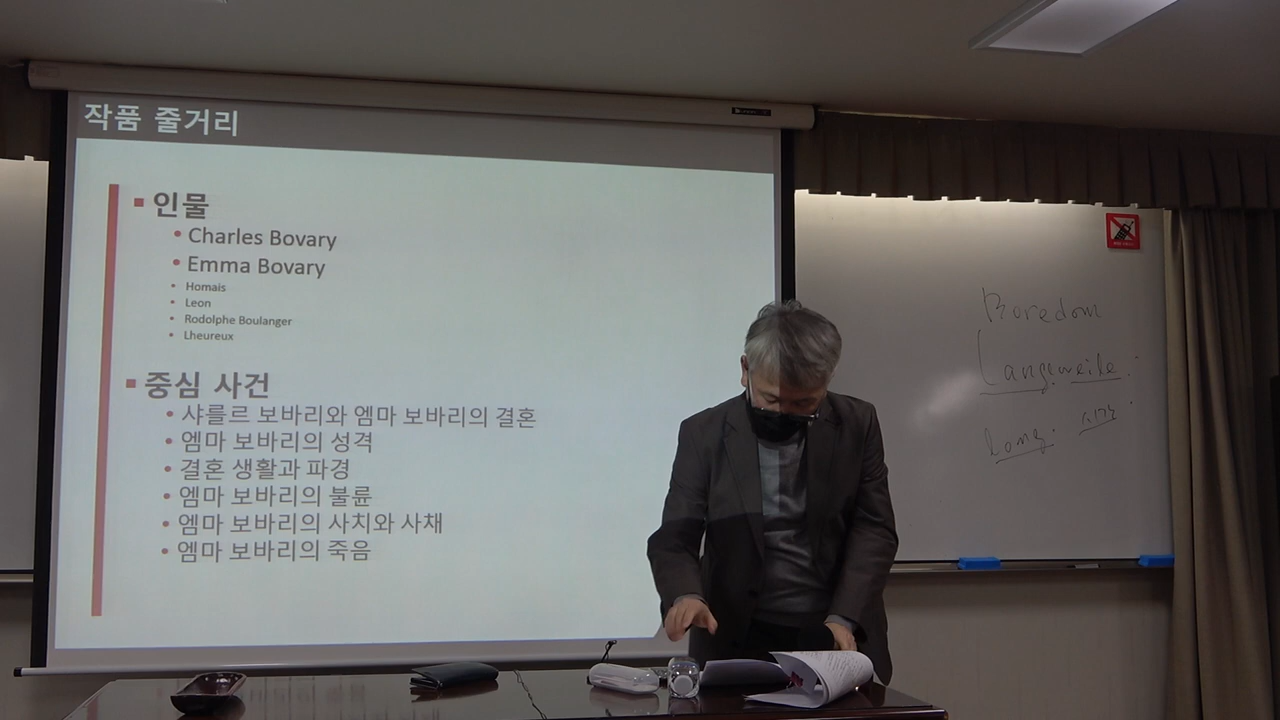 작품 줄거리
인물
Charles Bovary
Emma Bovary
Homais
Leon
Rodolphe Boulanger
Lheureux
중심 사건
샤를르 보바리와 엠마 보바리의 결혼
엠마 보바리의 성격
결혼 생활과 파경
엠마 보바리의 불륜
엠마 보바리의 사치와 사채
엠마 보바리의 죽음
Boredom
Langeweile
Long. 시간